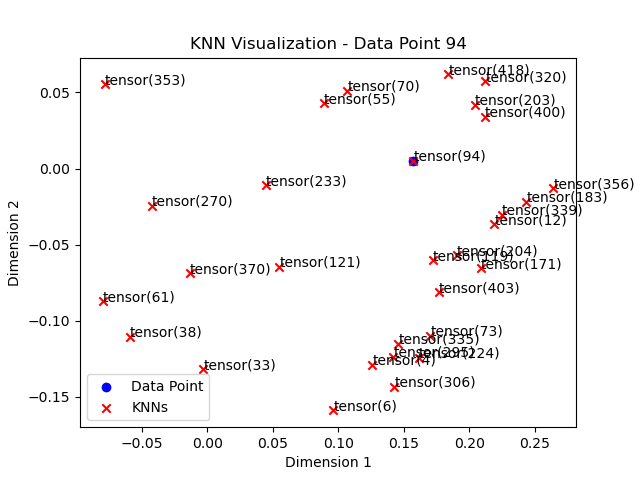 KNN Visualization - Data Point 94
tensor(418)
tensor(353)
tensor(320)
tensor(70)
tensor(55)
tensor(203)
tensor(400)
tensor(94)
tensor(233)
tensor(356)
tensor(183)
tensor(270)
tensor(339)
tensor(12)
tensor(204)
tensor(119)
tensor(121)
tensor(171)
tensor(370)
tensor(403)
tensor(61)
tensor(38)
tensor(73)
tensor(335)
tensor(295)
tensor(224)
tensor(4)
tensor(33)
tensor(306)
tensor(6)
Data Point
KNNs
0.05
0.00
−0.05
−0.10
−0.15
Dimension 2
−0.05
0.00
0.05
0.10
0.15
0.20
0.25
Dimension 1